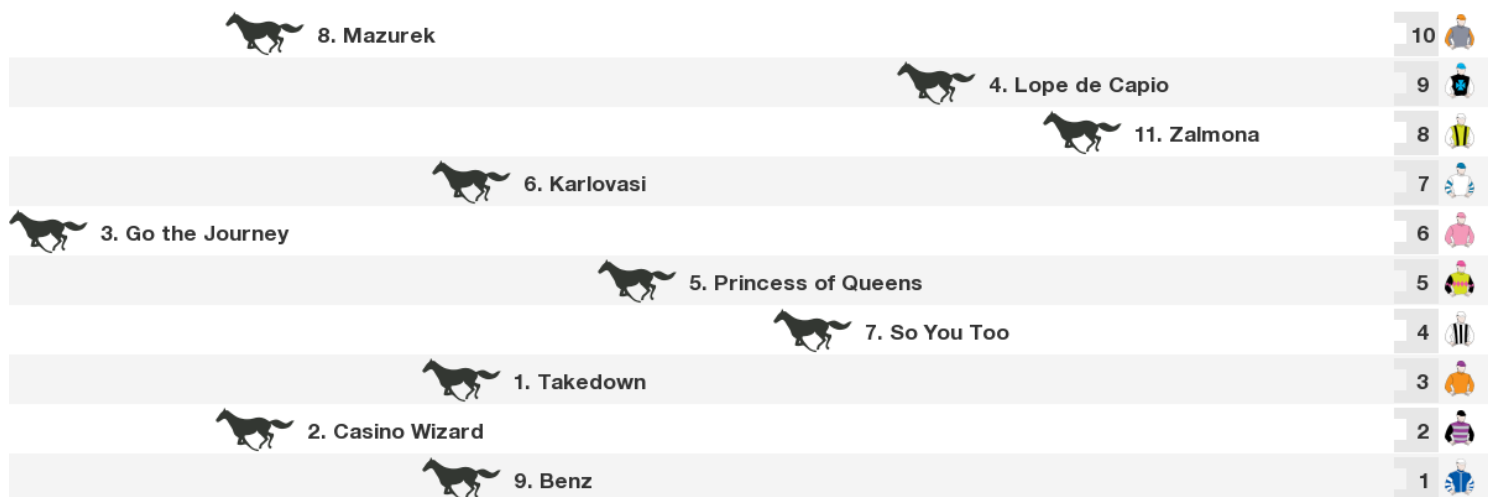 8. Mazurek 10
4. Lope de Capio 9
11. Zalmona 8
6. Karlovasi 7
3. Go the Journey 6
5. Princess of Queens 5
7. So You Too 4
1. Takedown 3
2. Casino Wizard 2
9. Benz 1